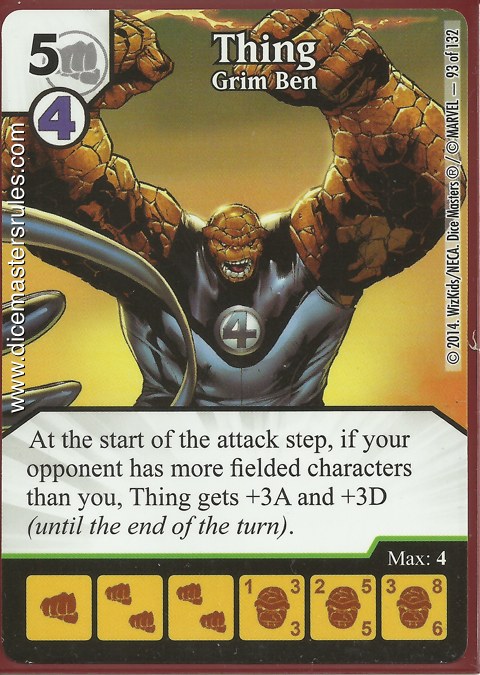 5
Thing
Grim Ben
4
www.dicemastersrules.com
© 2014. WizKids/NECA. Dice Masters ® / © MARVEL — 93 of 132
4
At the start of the attack step, if your
opponent has more fielded characters
than you, Thing gets +3A and +3D
(until the end of the turn).
Max: 4
1 3 3
2 5 5
3 8 6